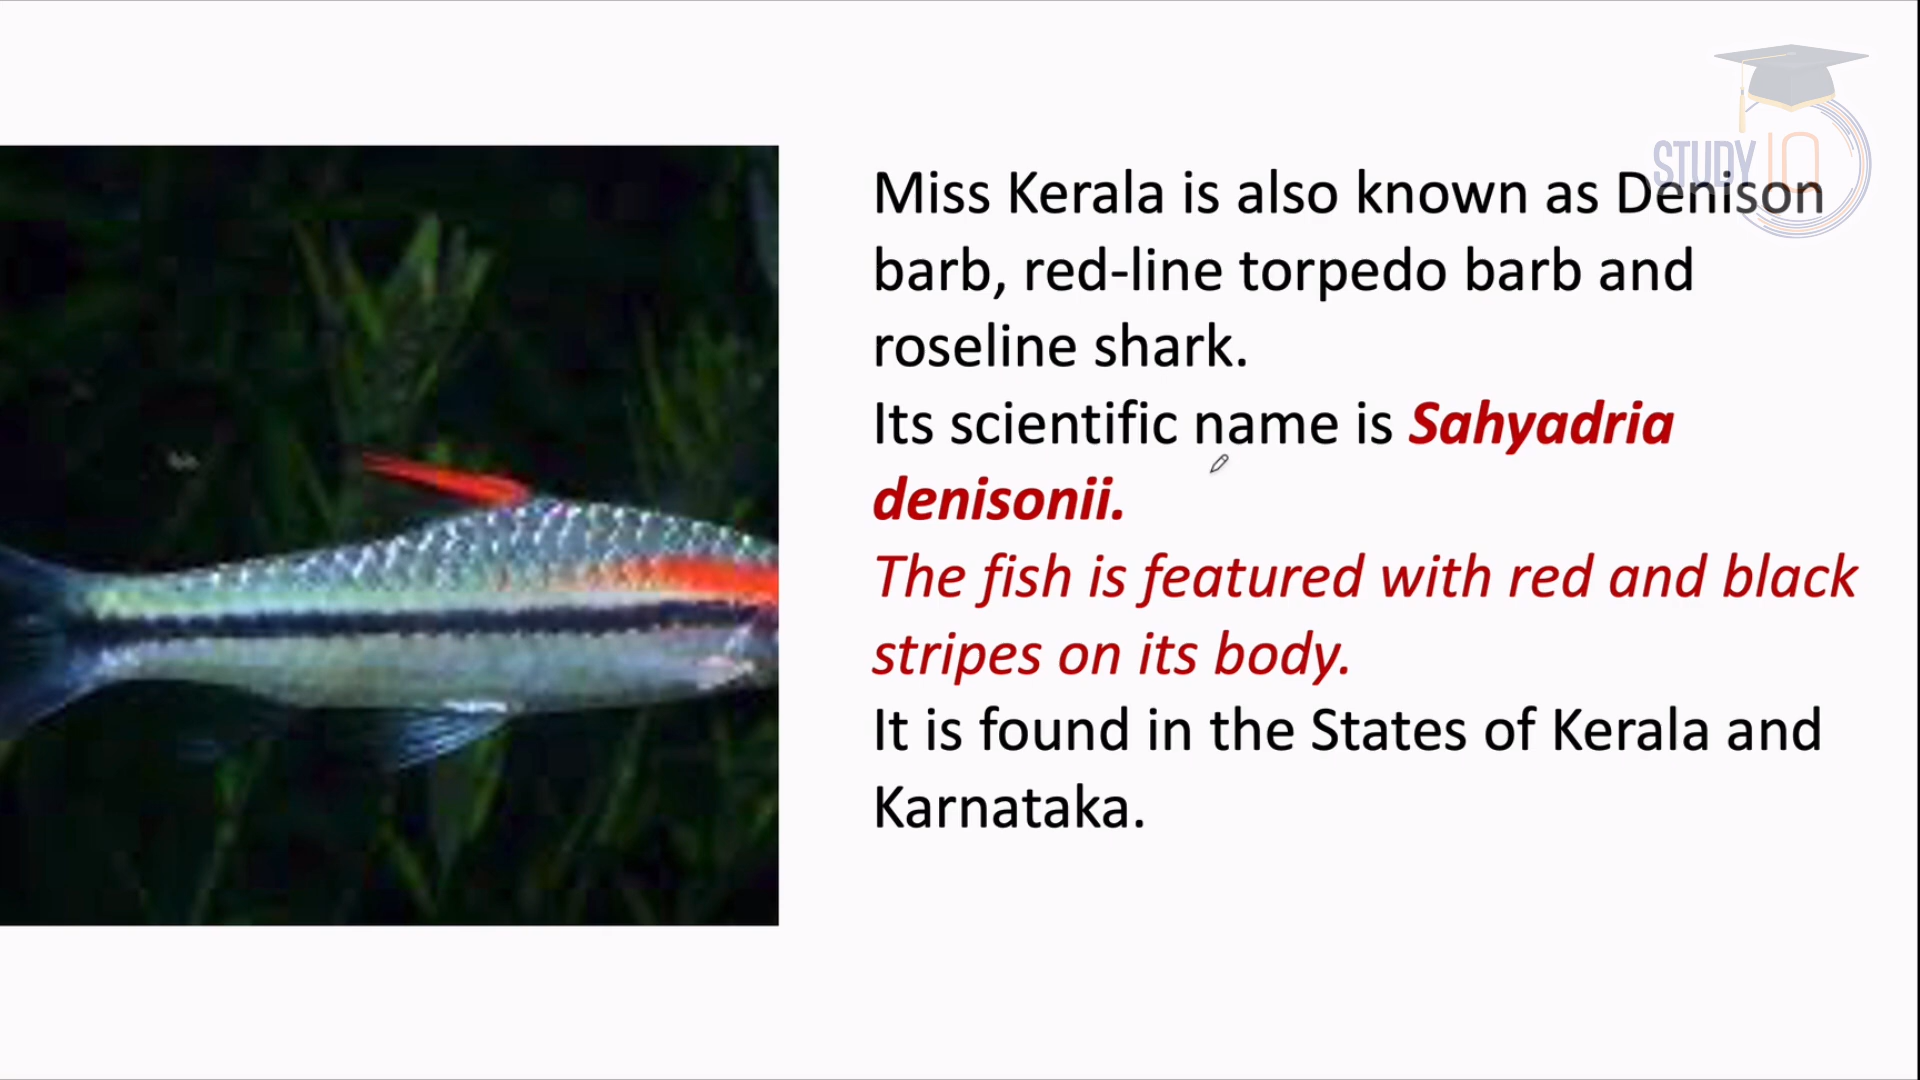 STUDY IQ
Miss Kerala is also known as Denison
barb, red-line torpedo barb and
roseline shark.
Its scientific name is Sahyadria
denisonii.
The fish is featured with red and black
stripes on its body.
It is found in the States of Kerala and
Karnataka.